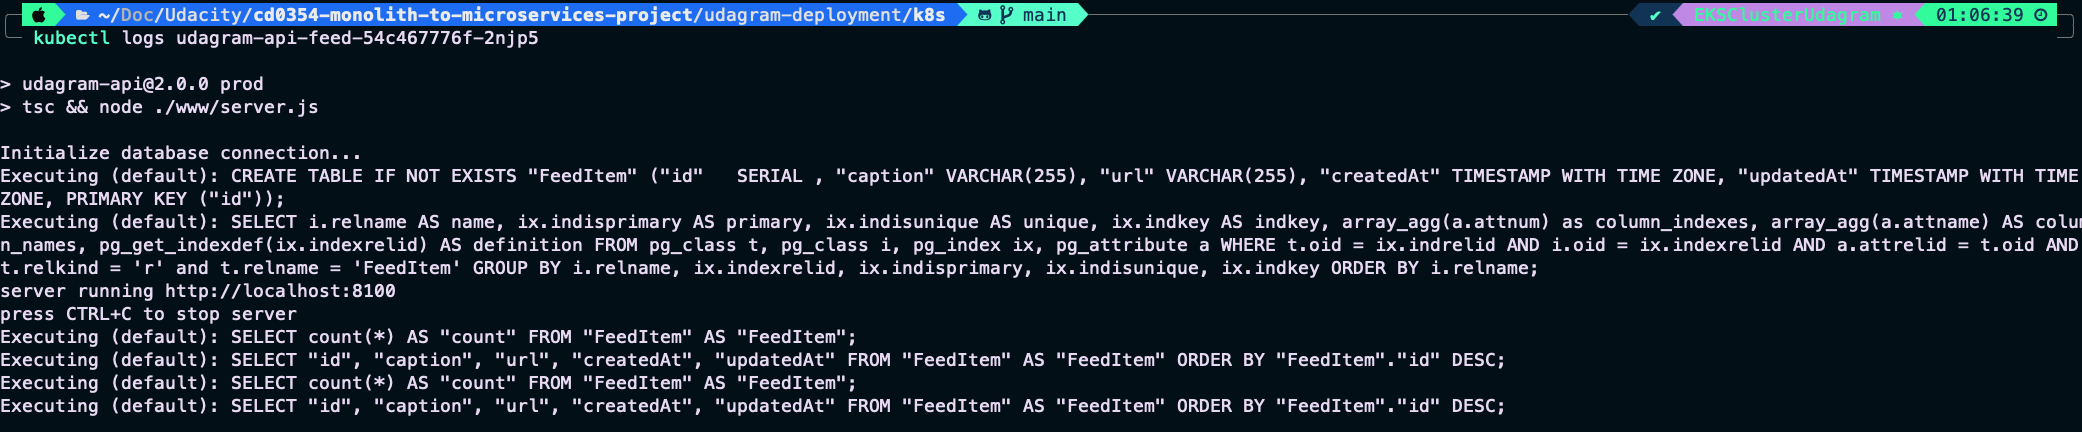 ~/Doc/Udacity/cd0354-monolith-to-microservices-project/udagram-deployment/k8s main ✔ EKSClusterUdagram 01:06:39
kubectl logs udagram-api-feed-54c467776f-2njp5
> udagram-api@2.0.0 prod
> tsc && node ./www/server.js
Initialize database connection...
Executing (default): CREATE TABLE IF NOT EXISTS "FeedItem" ("id"   SERIAL , "caption" VARCHAR(255), "url" VARCHAR(255), "createdAt" TIMESTAMP WITH TIME ZONE, "updatedAt" TIMESTAMP WITH TIME
ZONE, PRIMARY KEY ("id"));
Executing (default): SELECT i.relname AS name, ix.indisprimary AS primary, ix.indisunique AS unique, ix.indkey AS indkey, array_agg(a.attnum) as column_indexes, array_agg(a.attname) AS colum
n_names, pg_get_indexdef(ix.indexrelid) AS definition FROM pg_class t, pg_class i, pg_index ix, pg_attribute a WHERE t.oid = ix.indrelid AND i.oid = ix.indexrelid AND a.attrelid = t.oid AND
t.relkind = 'r' and t.relname = 'FeedItem' GROUP BY i.relname, ix.indexrelid, ix.indisprimary, ix.indisunique, ix.indkey ORDER BY i.relname;
server running http://localhost:8100
press CTRL+C to stop server
Executing (default): SELECT count(*) AS "count" FROM "FeedItem" AS "FeedItem";
Executing (default): SELECT "id", "caption", "url", "createdAt", "updatedAt" FROM "FeedItem" AS "FeedItem" ORDER BY "FeedItem"."id" DESC;
Executing (default): SELECT count(*) AS "count" FROM "FeedItem" AS "FeedItem";
Executing (default): SELECT "id", "caption", "url", "createdAt", "updatedAt" FROM "FeedItem" AS "FeedItem" ORDER BY "FeedItem"."id" DESC;